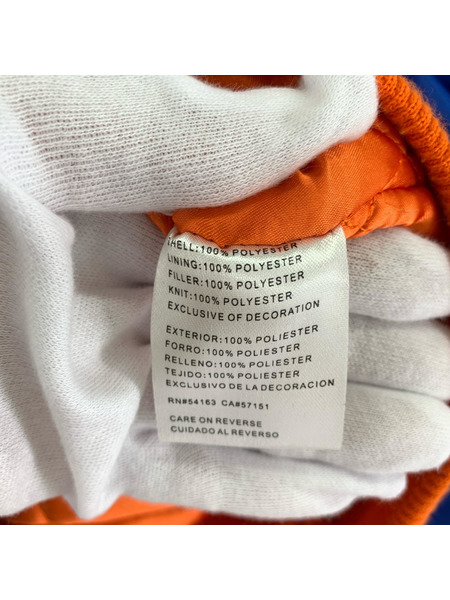 SHELL:100% POLYESTER
LINING:100% POLYESTER
FILLER:100% POLYESTER
KNIT:100% POLYESTER
EXCLUSIVE OF DECORATION
EXTERIOR:100% POLIESTER
FORRO:100% POLIESTER
RELLENO:100% POLIESTER
TEJIDO:100% POLIESTER
EXCLUSIVO DE LA DECORACION
RN#54163 CA#57151
CARE ON REVERSE
CUIDADO AL REVERSO